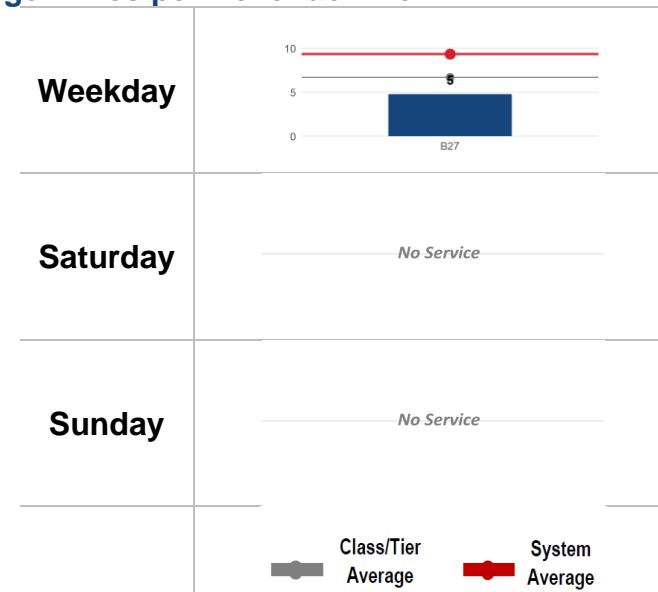 Weekday
10
5
5
0
B27
Saturday
No Service
Sunday
No Service
Class/Tier
Average
System
Average